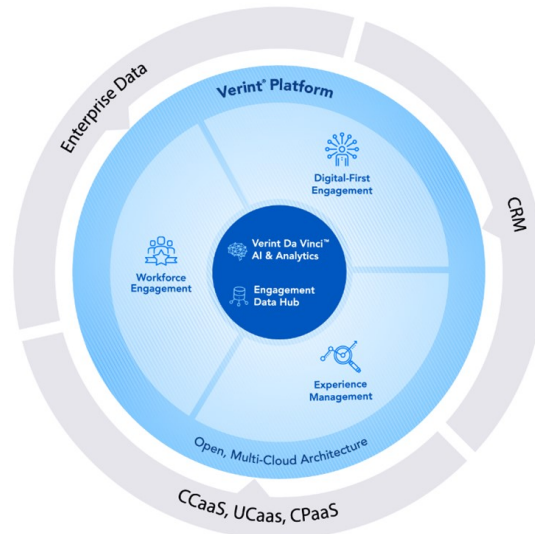 Enterprise Data
Verint® Platform
Digital-First
Engagement
CRM
Verint Da Vinci™
AI & Analytics
Workforce
Engagement
Engagement
Data Hub
Experience
Management
Open, Multi-Cloud Architecture
CCaaS, UCaas, CPaaS